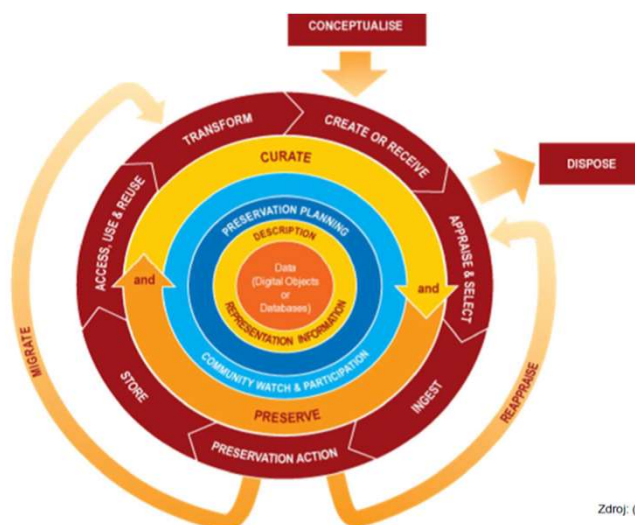 CONCEPTUALISE
TRANSFORM
CREATE OR RECEIVE
DISPOSE
CURATE
ACCESS, USE & REUSE
APPRAISE & SELECT
PRESERVATION PLANNING
DESCRIPTION
Data
(Digital Objects
or
Databases)
and
and
REPRESENTATION INFORMATION
COMMUNITY WATCH & PARTICIPATION
MIGRATE
STORE
INGEST
REAPPRAISE
PRESERVE
PRESERVATION ACTION
Zdroj: (